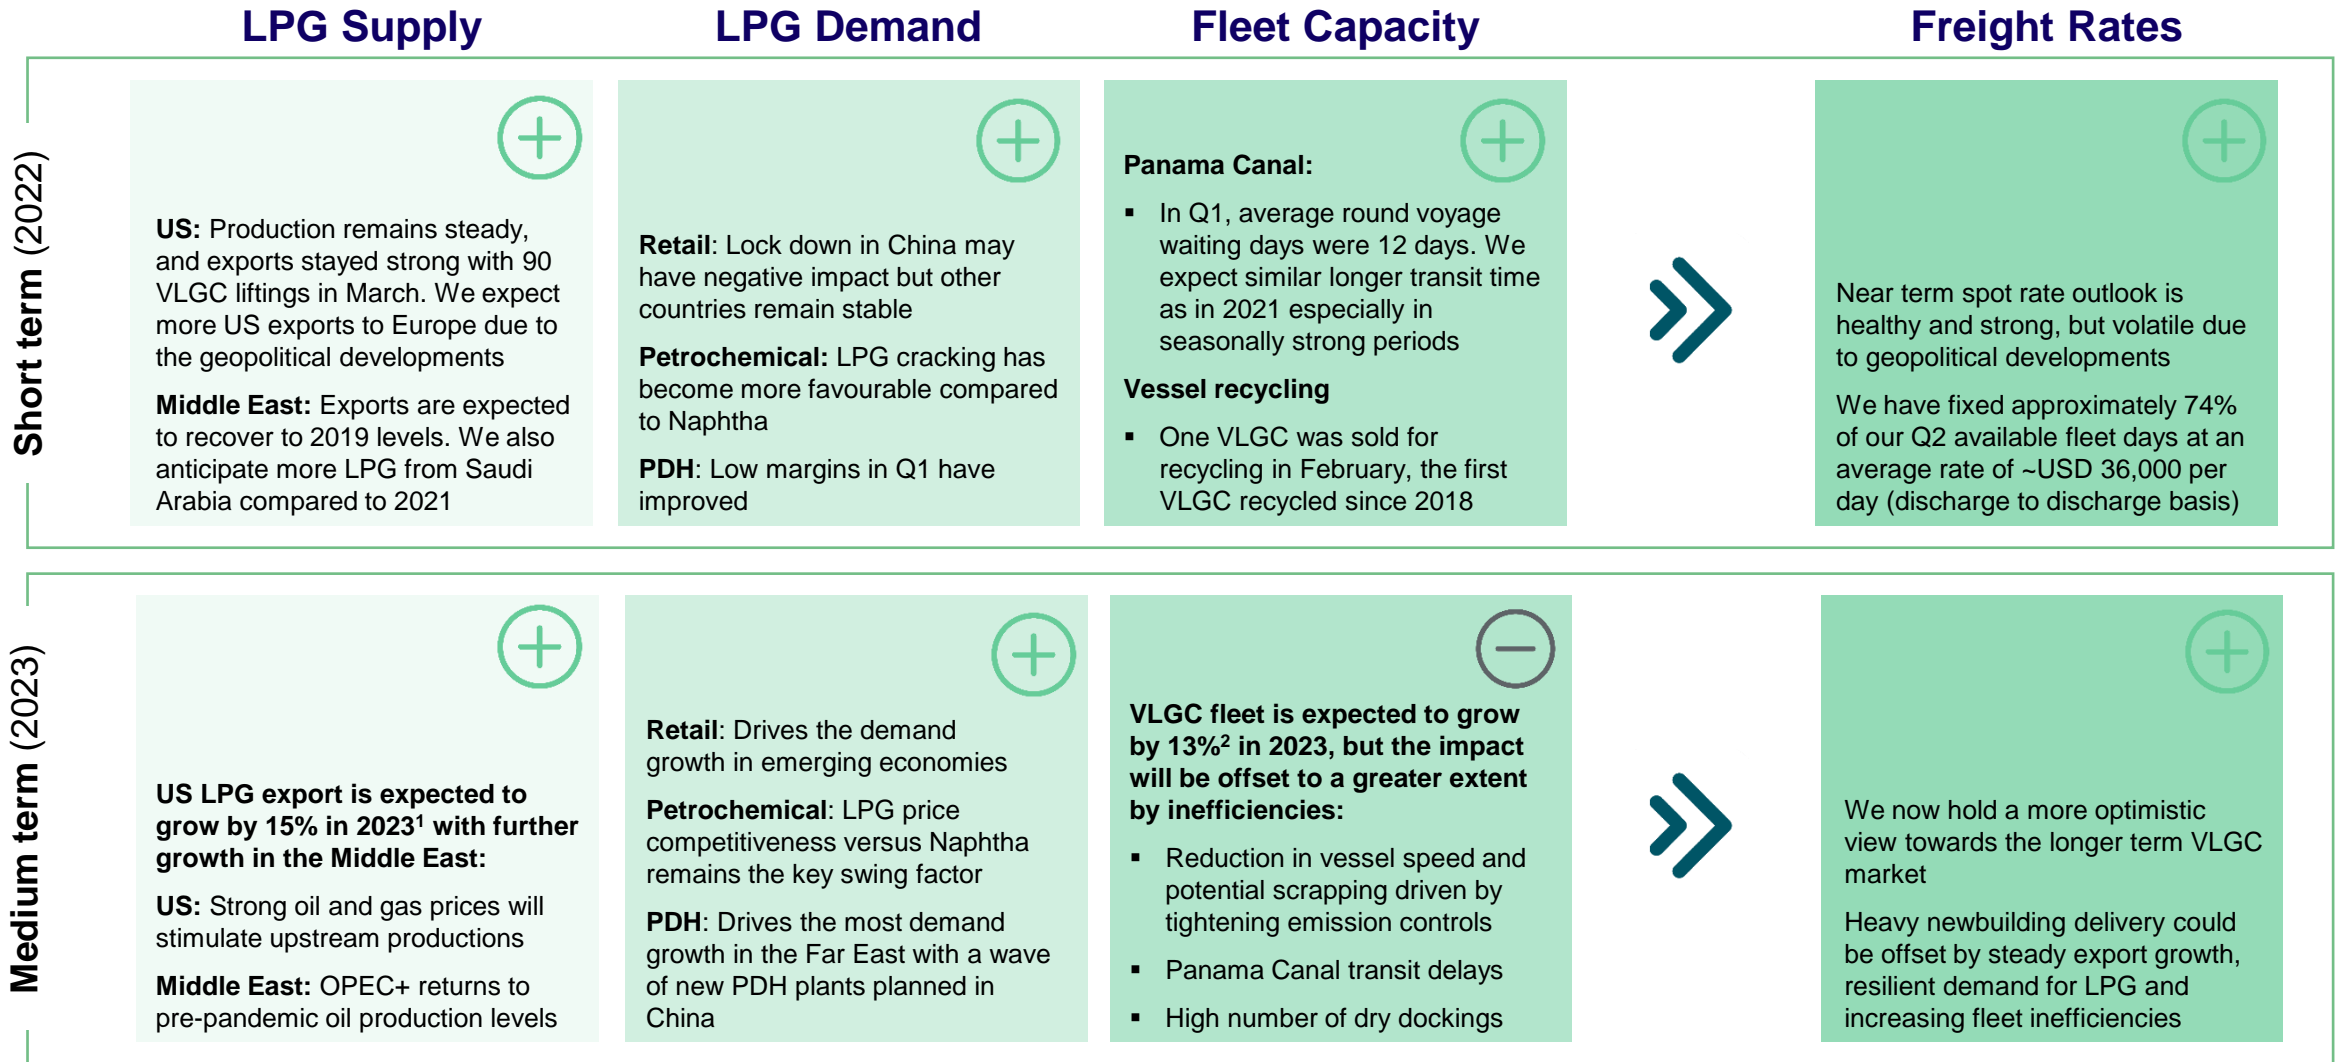 LPG Supply
LPG Demand
Fleet Capacity
Freight Rates
Short term (2022)
US: Production remains steady,
and exports stayed strong with 90
VLGC liftings in March. We expect
more US exports to Europe due to
the geopolitical developments
Middle East: Exports are expected
to recover to 2019 levels. We also
anticipate more LPG from Saudi
Arabia compared to 2021
Retail: Lock down in China may
have negative impact but other
countries remain stable
Petrochemical: LPG cracking has
become more favourable compared
to Naphtha
PDH: Low margins in Q1 have
improved
Panama Canal:
▪ In Q1, average round voyage
waiting days were 12 days. We
expect similar longer transit time
as in 2021 especially in
seasonally strong periods
Vessel recycling
▪ One VLGC was sold for
recycling in February, the first
VLGC recycled since 2018
Near term spot rate outlook is
healthy and strong, but volatile due
to geopolitical developments
We have fixed approximately 74%
of our Q2 available fleet days at an
average rate of ~USD 36,000 per
day (discharge to discharge basis)
Medium term (2023)
US LPG export is expected to
grow by 15% in 2023¹ with further
growth in the Middle East:
US: Strong oil and gas prices will
stimulate upstream productions
Middle East: OPEC+ returns to
pre-pandemic oil production levels
Retail: Drives the demand
growth in emerging economies
Petrochemical: LPG price
competitiveness versus Naphtha
remains the key swing factor
PDH: Drives the most demand
growth in the Far East with a wave
of new PDH plants planned in
China
VLGC fleet is expected to grow
by 13%² in 2023, but the impact
will be offset to a greater extent
by inefficiencies:
▪ Reduction in vessel speed and
potential scrapping driven by
tightening emission controls
▪ Panama Canal transit delays
▪ High number of dry dockings
We now hold a more optimistic
view towards the longer term VLGC
market
Heavy newbuilding delivery could
be offset by steady export growth,
resilient demand for LPG and
increasing fleet inefficiencies